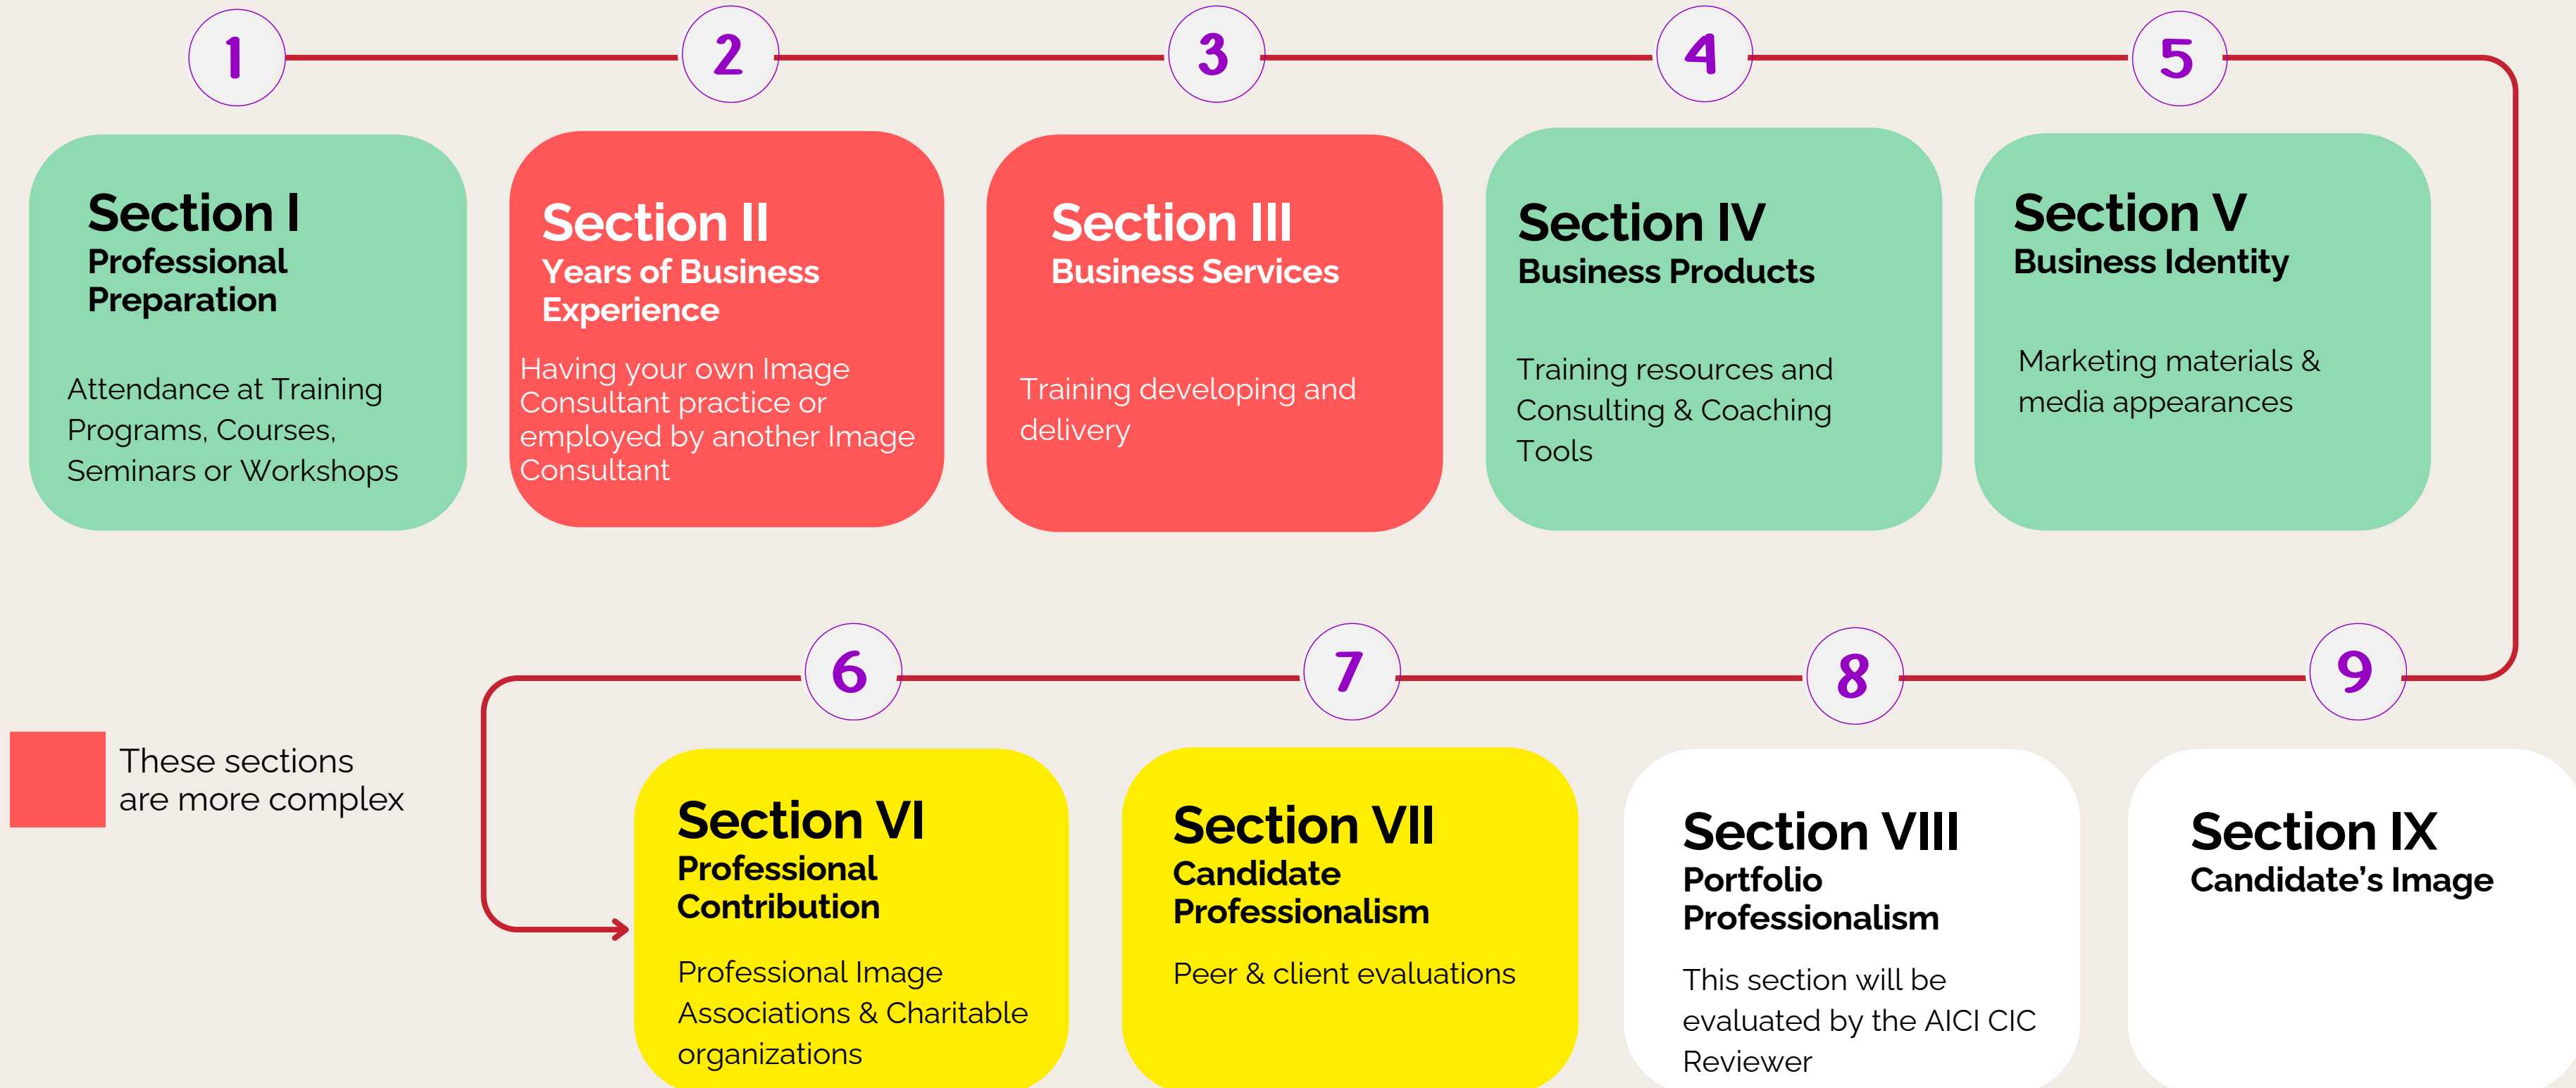 1
2
3
4
5
Section I
Professional
Preparation
Attendance at Training
Programs, Courses,
Seminars or Workshops
Section II
Years of Business
Experience
Having your own Image
Consultant practice or
employed by another Image
Consultant
Section III
Business Services
Training developing and
delivery
Section IV
Business Products
Training resources and
Consulting & Coaching
Tools
Section V
Business Identity
Marketing materials &
media appearances
6
7
8
9
These sections
are more complex
Section VI
Professional
Contribution
Professional Image
Associations & Charitable
organizations
Section VII
Candidate
Professionalism
Peer & client evaluations
Section VIII
Portfolio
Professionalism
This section will be
evaluated by the AICI CIC
Reviewer
Section IX
Candidate’s Image